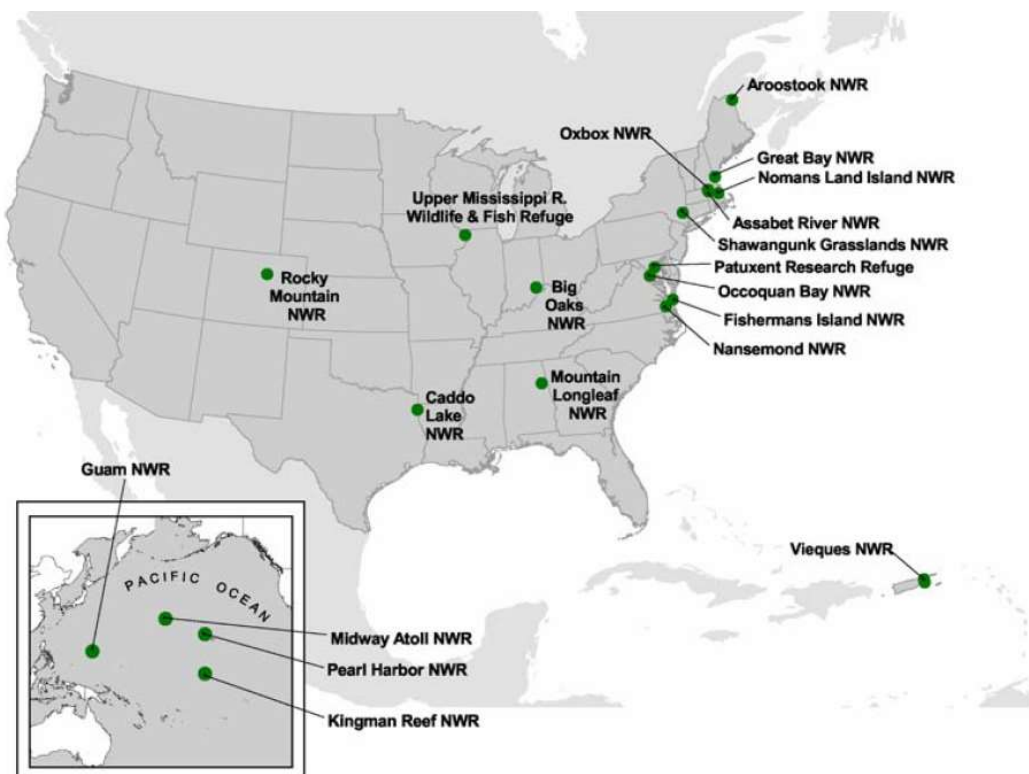 Aroostook NWR
Oxbox NWR
Great Bay NWR
Nomans Land Island NWR
Upper Mississippi R.
Wildlife & Fish Refuge
Assabet River NWR
Shawangunk Grasslands NWR
Patuxent Research Refuge
Rocky
Mountain
NWR
Big
Oaks
NWR
Occoquan Bay NWR
Fishermans Island NWR
Nansemond NWR
Mountain
Longleaf
NWR
Caddo
Lake
NWR
Guam NWR
Vieques NWR
PACIFIC OCEAN
Midway Atoll NWR
Pearl Harbor NWR
Kingman Reef NWR